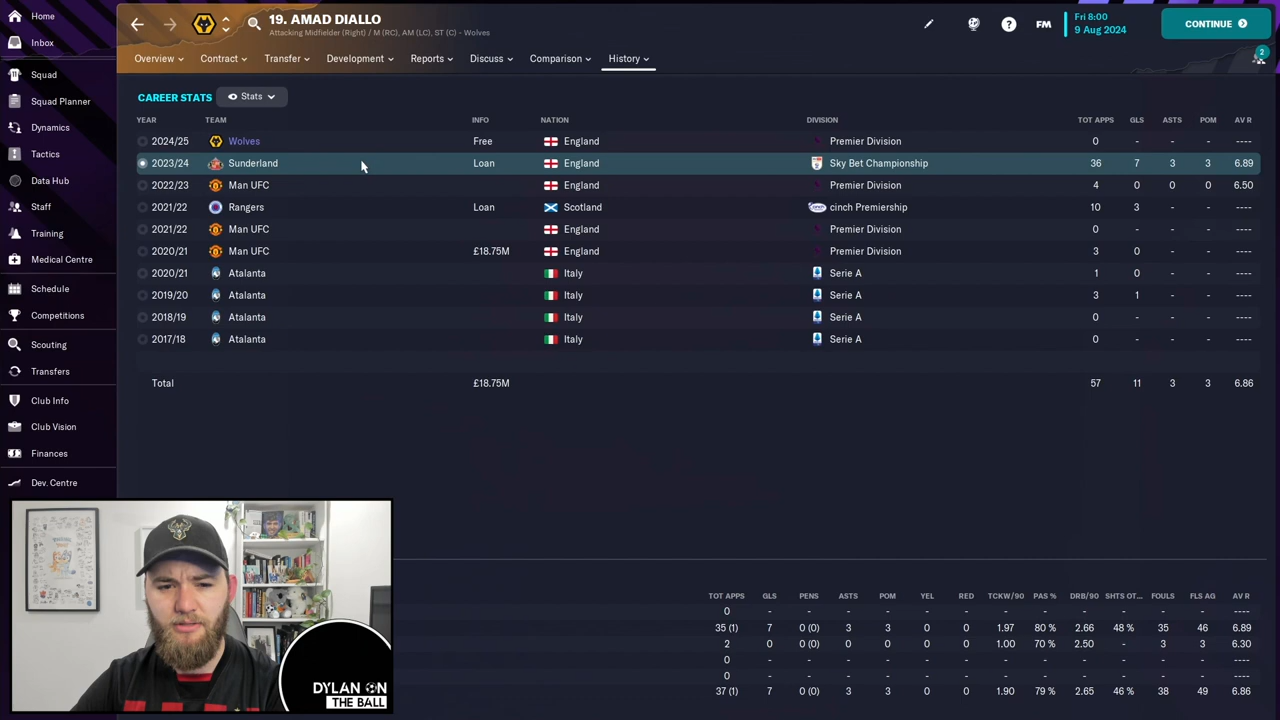 Home
Inbox
Squad
Squad Planner
Dynamics
Tactics
Data Hub
Staff
Training
Medical Centre
Schedule
Competitions
Scouting
Transfers
Club Info
Club Vision
Finances
Dev. Centre
19. AMAD DIALLO
Attacking Midfielder (Right) / M (RC), AM (LC), ST (C) - Wolves
FM
Fri 8:00
9 Aug 2024
CONTINUE
2
Overview Contract Transfer Development Reports Discuss Comparison History
CAREER STATS Stats
YEAR TEAM INFO NATION DIVISION TOT APPS GLS ASTS POM AV R
2024/25 Wolves Free England Premier Division 0 - - - ----
2023/24 Sunderland Loan England Sky Bet Championship 36 7 3 3 6.89
2022/23 Man UFC England Premier Division 4 0 0 0 6.50
2021/22 Rangers Loan Scotland cinch Premiership 10 3 - - ----
2021/22 Man UFC England Premier Division 0 - - - ----
2020/21 Man UFC £18.75M England Premier Division 3 0 - - ----
2020/21 Atalanta Italy Serie A 1 0 - - ----
2019/20 Atalanta Italy Serie A 3 1 - - ----
2018/19 Atalanta Italy Serie A 0 - - - ----
2017/18 Atalanta Italy Serie A 0 - - - ----
Total £18.75M 57 11 3 3 6.86
TOT APPS GLS PENS ASTS POM YEL RED TCKW/90 PAS % DRB/90 SHTS OT... FOULS FLS AG AV R
0 - - - - - - - - - - - - ----
35 (1) 7 0 (0) 3 3 0 0 1.97 80 % 2.66 48 % 35 46 6.89
2 0 0 (0) 0 0 0 0 1.00 70 % 2.50 - 3 3 6.30
0 - - - - - - - - - - - - ----
0 - - - - - - - - - - - - ----
37 (1) 7 0 (0) 3 3 0 0 1.90 79 % 2.65 46 % 38 49 6.86
DYLAN ON
THE BALL